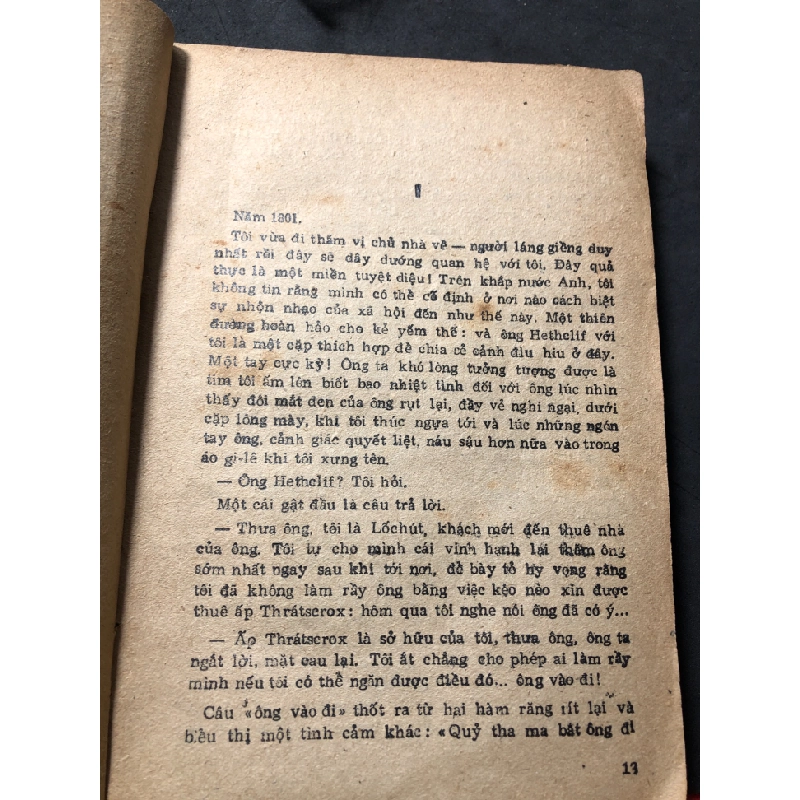 I
Năm 1801.
Tôi vừa đi thăm vị chủ nhà về — người láng giềng duy
nhất rồi đây sẽ dây dướng quan hệ với tôi. Đây quả
thực là một miền tuyệt diệu! Trên khắp nước Anh, tôi
không tin rằng mình có thể cố định ở nơi nào cách biệt
sự nhộn nhạo của xã hội đến như thế này. Một thiên
đường hoàn hảo cho kẻ yếm thế: và ông Hethclif với
tôi là một cặp thích hợp để chia cẻ cảnh đìu hiu ở đây.
Một tay cực kỳ! Ông ta khó lòng tưởng tượng được là
tim tôi ấm lên biết bao nhiệt tình đối với ông lúc nhìn
thấy đôi mắt đen của ông rụt lại, đầy vẻ nghi ngại, dưới
cặp lông mày, khi tôi thúc ngựa tới và lúc những ngón
tay ông, cảnh giác quyết liệt, náu sâu hơn nữa vào trong
áo gi-lê khi tôi xưng tên.
— Ông Hethclif? Tôi hỏi.
Một cái gật đầu là câu trả lời.
— Thưa ông, tôi là Lốchút, khách mới đến thuê nhà
của ông. Tôi tự cho mình cái vinh hạnh lại thăm ông
sớm nhất ngay sau khi tới nơi, để bày tỏ hy vọng rằng
tôi đã không làm rầy ông bằng việc kèo nèo xin được
thuê ấp Thrátscrox: hôm qua tôi nghe nói ông đã có ý...
— Ấp Thrátscrox là sở hữu của tôi, thưa ông, ông ta
ngắt lời, mặt cau lại. Tôi ắt chẳng cho phép ai làm rầy
mình nếu tôi có thể ngăn được điều đó... ông vào đi!
Câu «ông vào đi» thốt ra từ hai hàm răng rít lại và
biểu thị một tình cảm khác: «Quỷ tha ma bắt ông đi